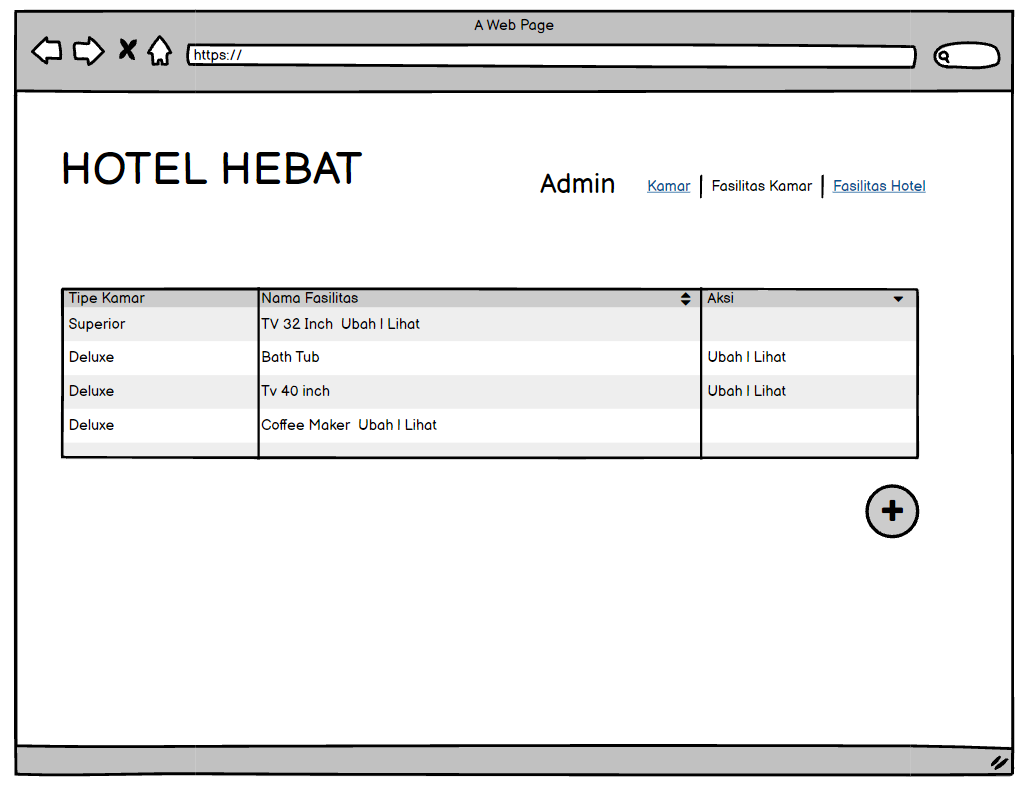 A Web Page
https://
HOTEL HEBAT
Admin Kamar | Fasilitas Kamar | Fasilitas Hotel
Tipe Kamar Nama Fasilitas Aksi
Superior TV 32 Inch Ubah | Lihat
Deluxe Bath Tub Ubah | Lihat
Deluxe Tv 40 inch Ubah | Lihat
Deluxe Coffee Maker Ubah | Lihat